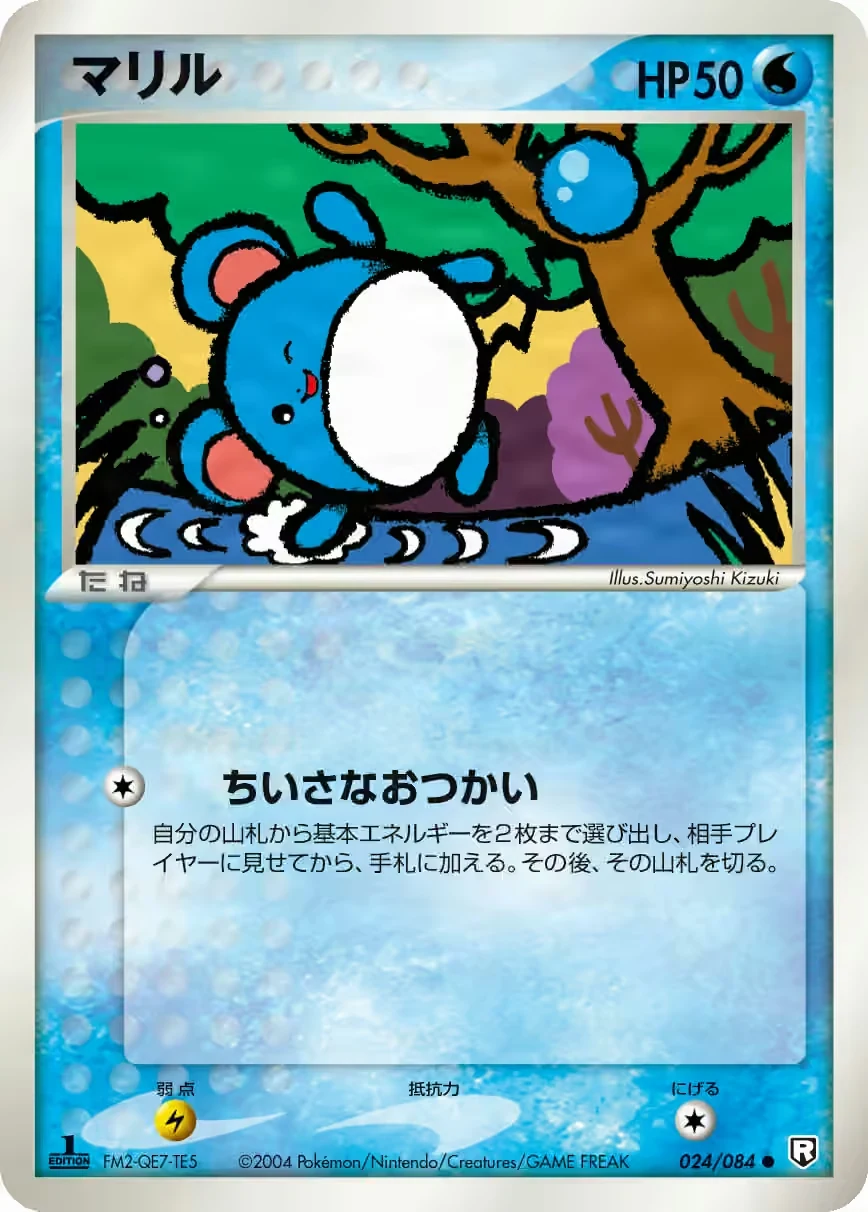 マリル
HP50
たね
Illus.Sumiyoshi Kizuki
ちいさなおつかい
自分の山札から基本エネルギーを2枚まで選び出し、相手プレ
イヤーに見せてから、手札に加える。その後、その山札を切る。
弱点
抵抗力
にげる
1
EDITION
FM2-QE7-TE5
©2004 Pokémon/Nintendo/Creatures/GAME FREAK
024/084
R